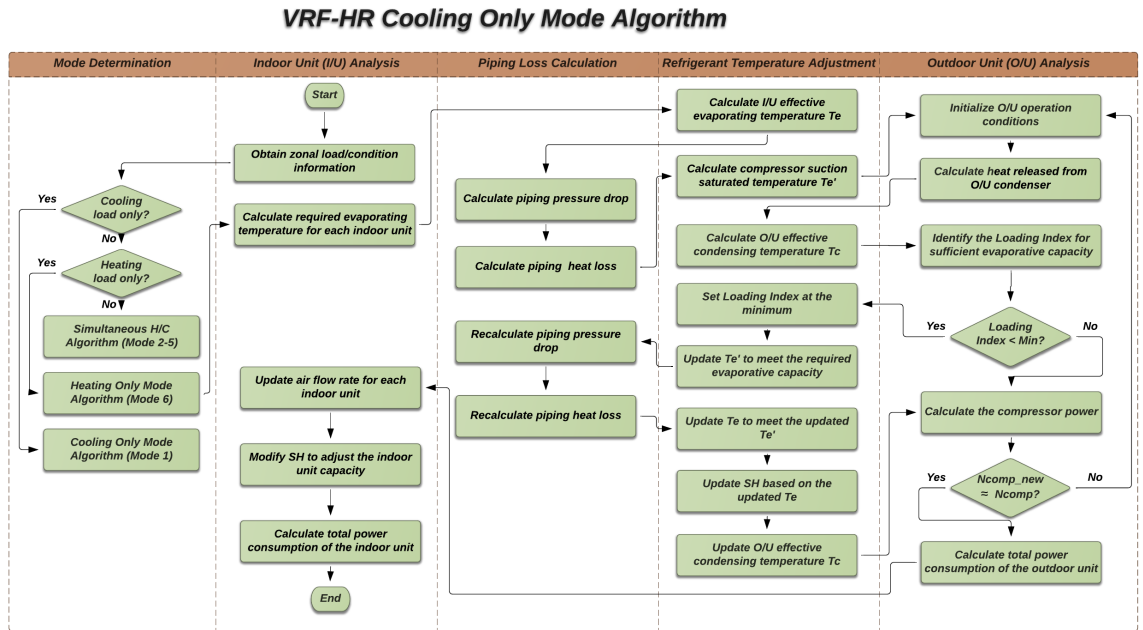 VRF-HR Cooling Only Mode Algorithm
Mode Determination
Indoor Unit (I/U) Analysis
Piping Loss Calculation
Refrigerant Temperature Adjustment
Outdoor Unit (O/U) Analysis
Cooling
load only?
Yes
No
Heating
load only?
Yes
No
Simultaneous H/C
Algorithm (Mode 2-5)
Heating Only Mode
Algorithm (Mode 6)
Cooling Only Mode
Algorithm (Mode 1)
Start
Obtain zonal load/condition
information
Calculate required evaporating
temperature for each indoor unit
Update air flow rate for each
indoor unit
Modify SH to adjust the indoor
unit capacity
Calculate total power
consumption of the indoor unit
End
Calculate piping pressure drop
Calculate piping heat loss
Recalculate piping pressure
drop
Recalculate piping heat loss
Calculate I/U effective
evaporating temperature Te
Calculate compressor suction
saturated temperature Te'
Calculate O/U effective
condensing temperature Tc
Set Loading Index at the
minimum
Update Te' to meet the required
evaporative capacity
Update Te to meet the updated
Te'
Update SH based on the
updated Te
Update O/U effective
condensing temperature Tc
Initialize O/U operation
conditions
Calculate heat released from
O/U condenser
Identify the Loading Index for
sufficient evaporative capacity
Yes
Loading
Index < Min?
No
Calculate the compressor power
Yes
Ncomp_new
≈ Ncomp?
No
Calculate total power
consumption of the outdoor unit